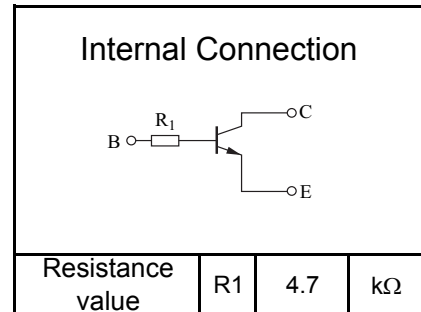 Internal Connection
R1
C
B
E
Resistance value R1 4.7 kΩ